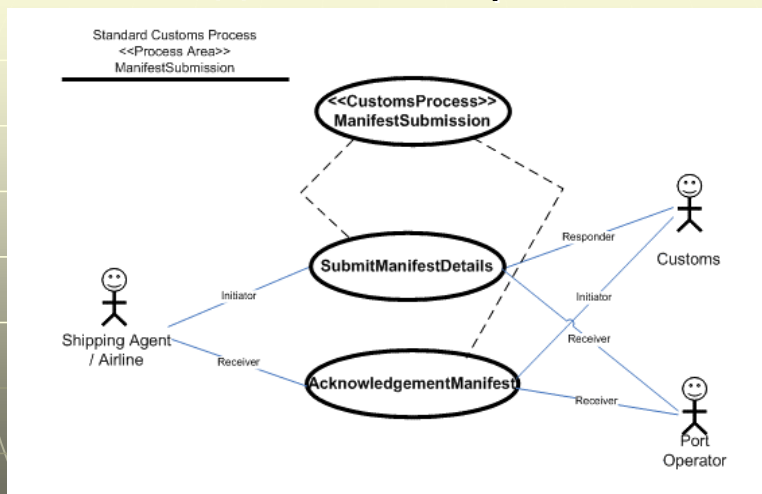 Standard Customs Process
<<Process Area>>
ManifestSubmission
<<CustomsProcess>>
ManifestSubmission
Responder
SubmitManifestDetails
Customs
Initiator
Initiator
Shipping Agent
/ Airline
Receiver
Receiver
AcknowledgementManifest
Receiver
Port
Operator